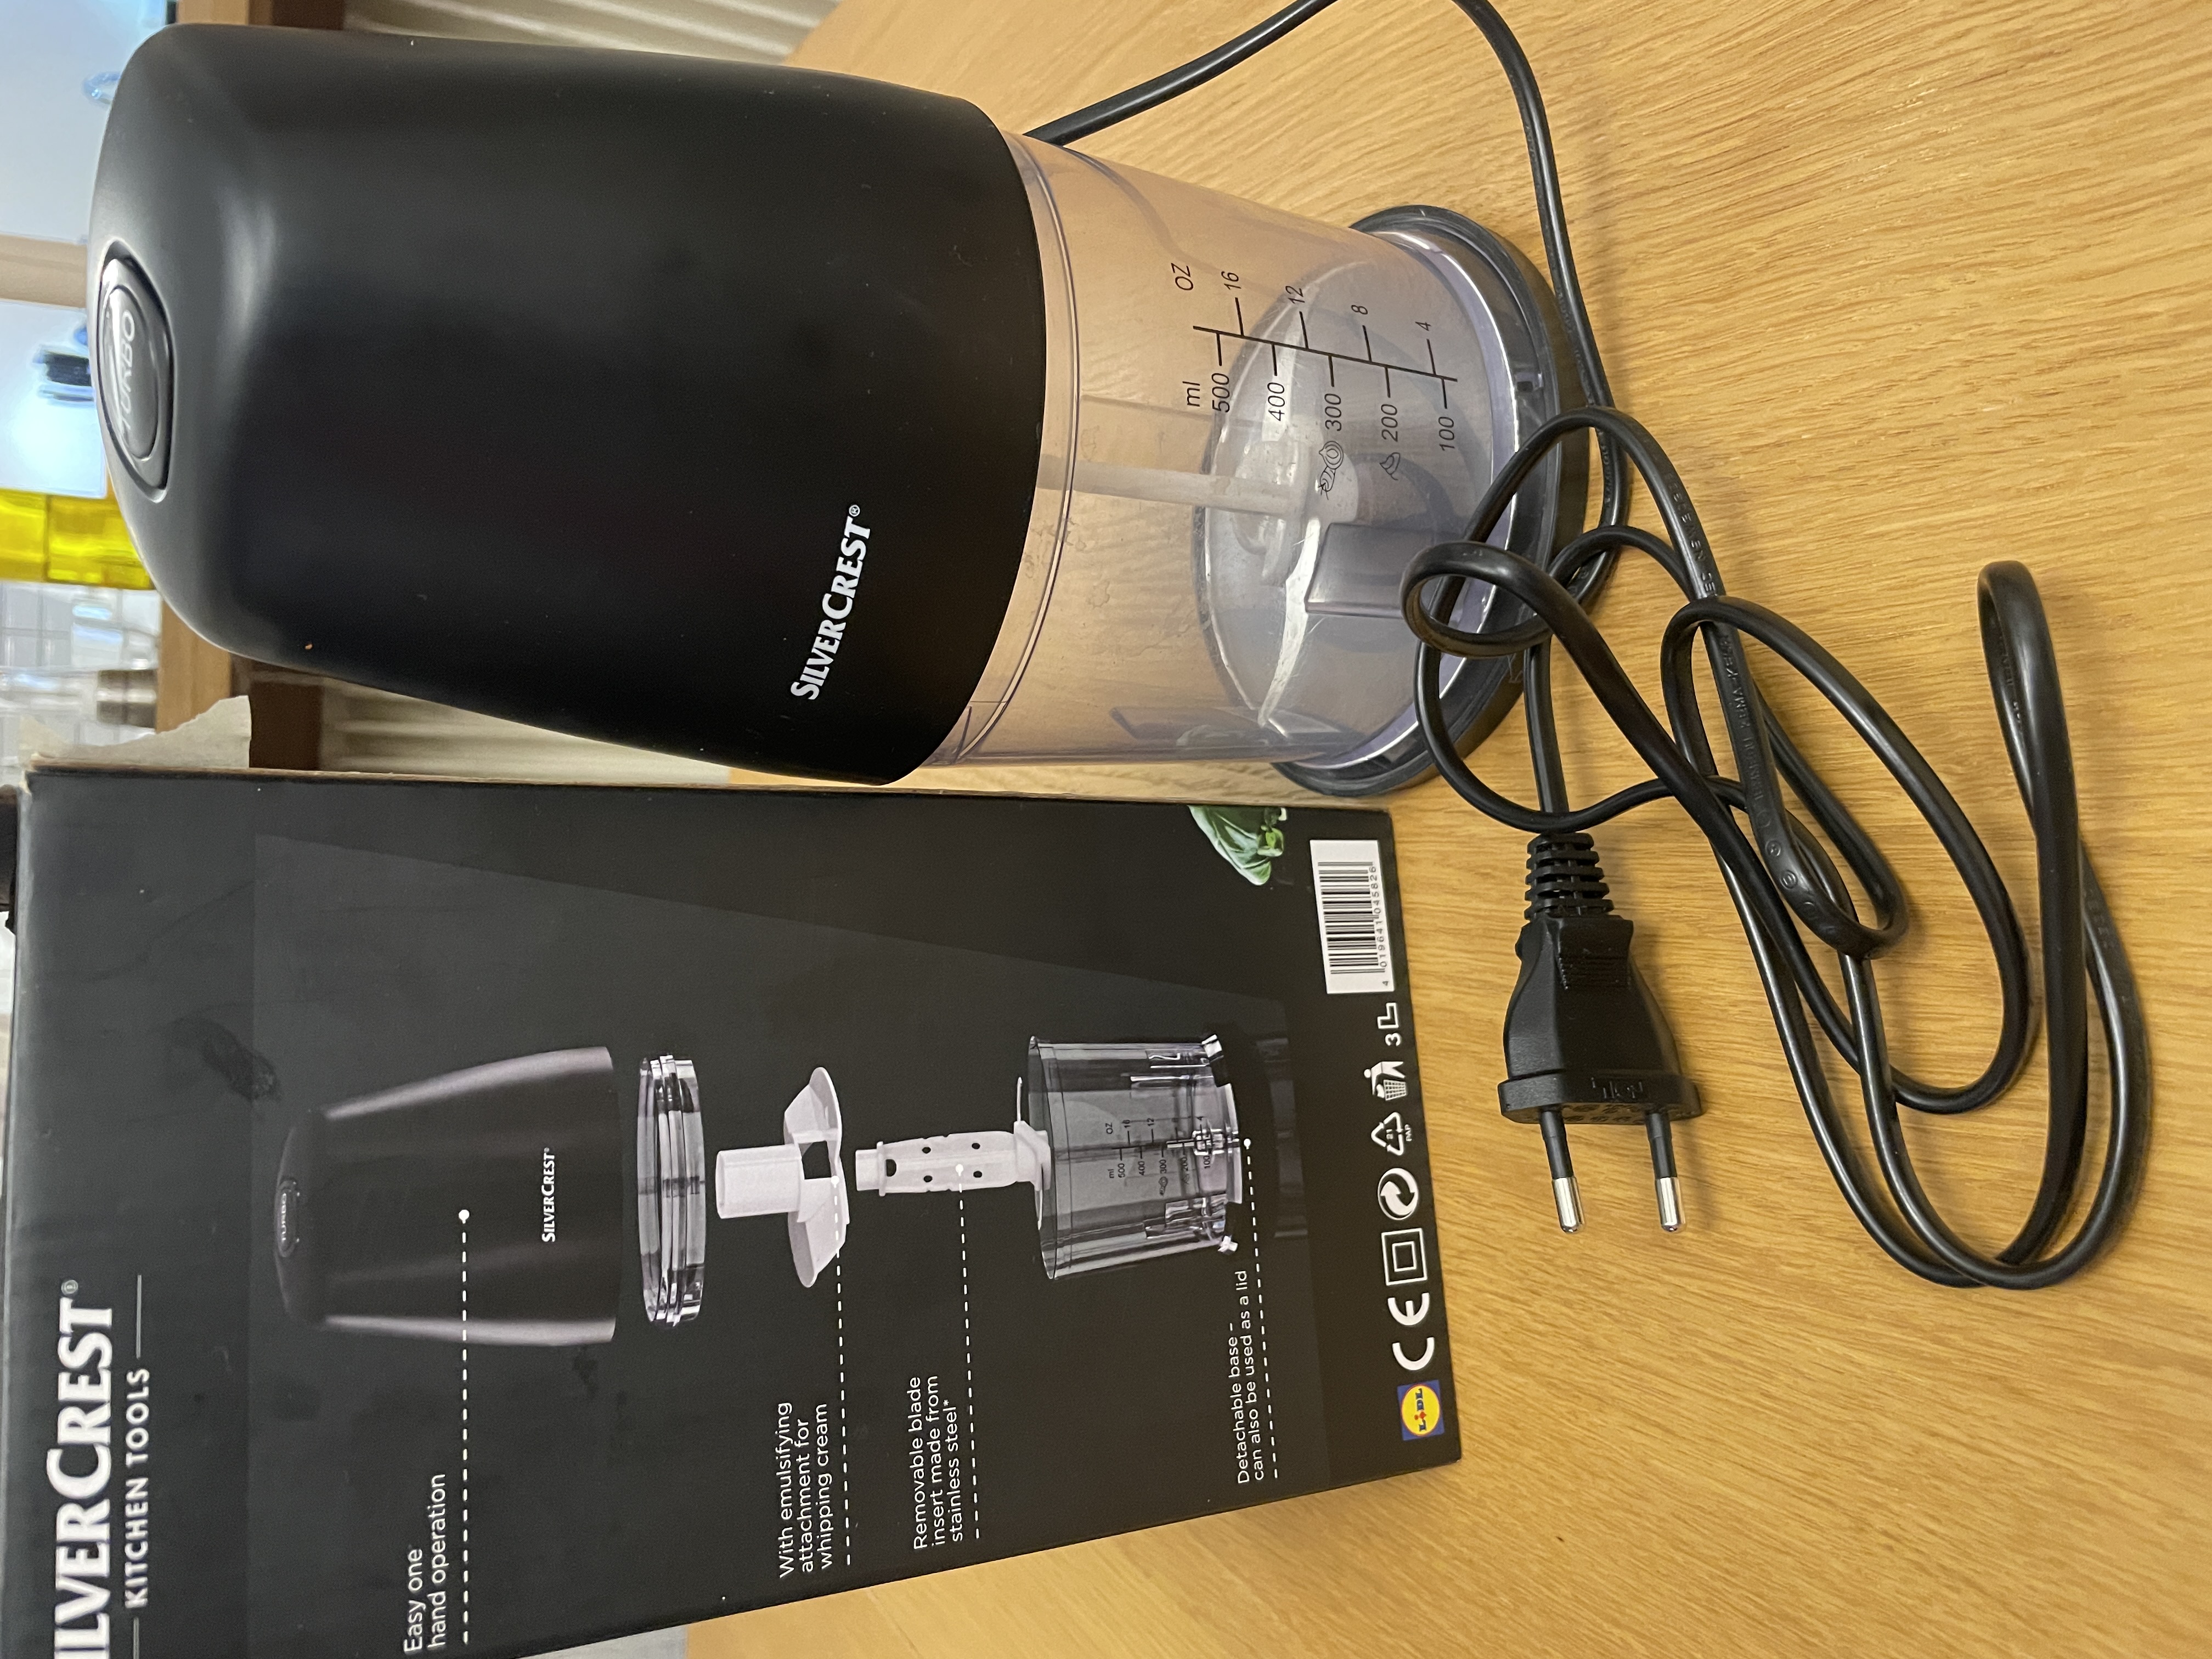 ILVERCREST®
KITCHEN TOOLS
TURBO
Easy one
hand operation
SILVERCREST®
With emulsifying
attachment for
whipping cream
Removable blade
insert made from
stainless steel*
ml OZ
500
16
400
12
300
200
4
100
Detachable base –
can also be used as a lid
LIDL
CE
21
PAP
3L
4 019641 045826
TURBO
SILVERCREST®
ml OZ
500
16
400
12
300
8
200
4
100